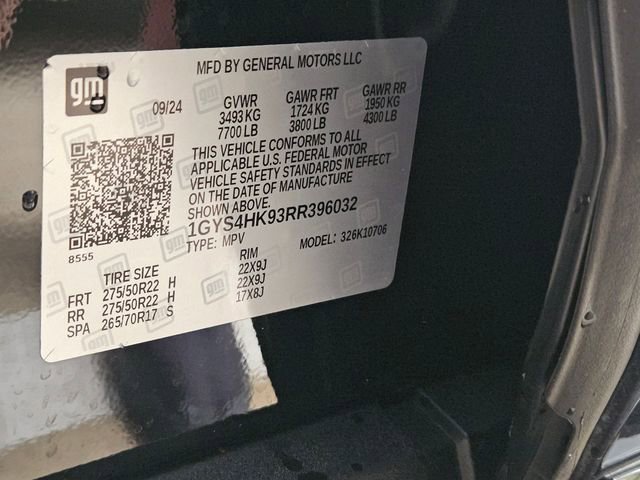 gm
MFD BY GENERAL MOTORS LLC
09/24 GVWR GAWR FRT GAWR RR
3493 KG 1724 KG 1950 KG
7700 LB 3800 LB 4300 LB
THIS VEHICLE CONFORMS TO ALL
APPLICABLE U.S. FEDERAL MOTOR
VEHICLE SAFETY STANDARDS IN EFFECT
ON THE DATE OF MANUFACTURE
SHOWN ABOVE.
1GYS4HK93RR396032
TYPE: MPV MODEL: 326K10706
8555
TIRE SIZE RIM
FRT 275/50R22 H 22X9J
RR 275/50R22 H 22X9J
SPA 265/70R17 S 17X8J